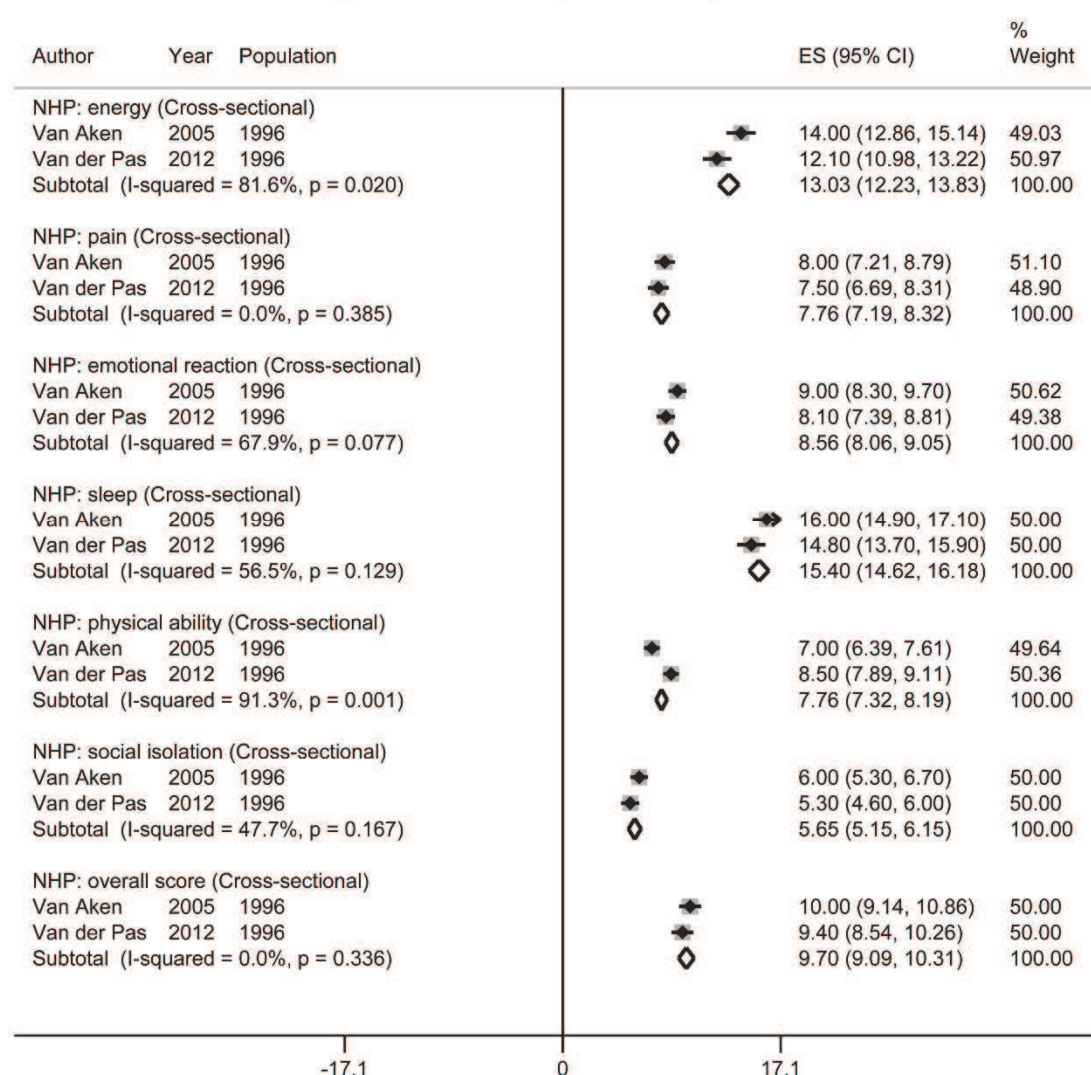 %
Author Year Population ES (95% CI) Weight
NHP: energy (Cross-sectional)
Van Aken 2005 1996 14.00 (12.86, 15.14) 49.03
Van der Pas 2012 1996 12.10 (10.98, 13.22) 50.97
Subtotal (I-squared = 81.6%, p = 0.020) 13.03 (12.23, 13.83) 100.00
NHP: pain (Cross-sectional)
Van Aken 2005 1996 8.00 (7.21, 8.79) 51.10
Van der Pas 2012 1996 7.50 (6.69, 8.31) 48.90
Subtotal (I-squared = 0.0%, p = 0.385) 7.76 (7.19, 8.32) 100.00
NHP: emotional reaction (Cross-sectional)
Van Aken 2005 1996 9.00 (8.30, 9.70) 50.62
Van der Pas 2012 1996 8.10 (7.39, 8.81) 49.38
Subtotal (I-squared = 67.9%, p = 0.077) 8.56 (8.06, 9.05) 100.00
NHP: sleep (Cross-sectional)
Van Aken 2005 1996 16.00 (14.90, 17.10) 50.00
Van der Pas 2012 1996 14.80 (13.70, 15.90) 50.00
Subtotal (I-squared = 56.5%, p = 0.129) 15.40 (14.62, 16.18) 100.00
NHP: physical ability (Cross-sectional)
Van Aken 2005 1996 7.00 (6.39, 7.61) 49.64
Van der Pas 2012 1996 8.50 (7.89, 9.11) 50.36
Subtotal (I-squared = 91.3%, p = 0.001) 7.76 (7.32, 8.19) 100.00
NHP: social isolation (Cross-sectional)
Van Aken 2005 1996 6.00 (5.30, 6.70) 50.00
Van der Pas 2012 1996 5.30 (4.60, 6.00) 50.00
Subtotal (I-squared = 47.7%, p = 0.167) 5.65 (5.15, 6.15) 100.00
NHP: overall score (Cross-sectional)
Van Aken 2005 1996 10.00 (9.14, 10.86) 50.00
Van der Pas 2012 1996 9.40 (8.54, 10.26) 50.00
Subtotal (I-squared = 0.0%, p = 0.336) 9.70 (9.09, 10.31) 100.00
-17.1 0 17.1